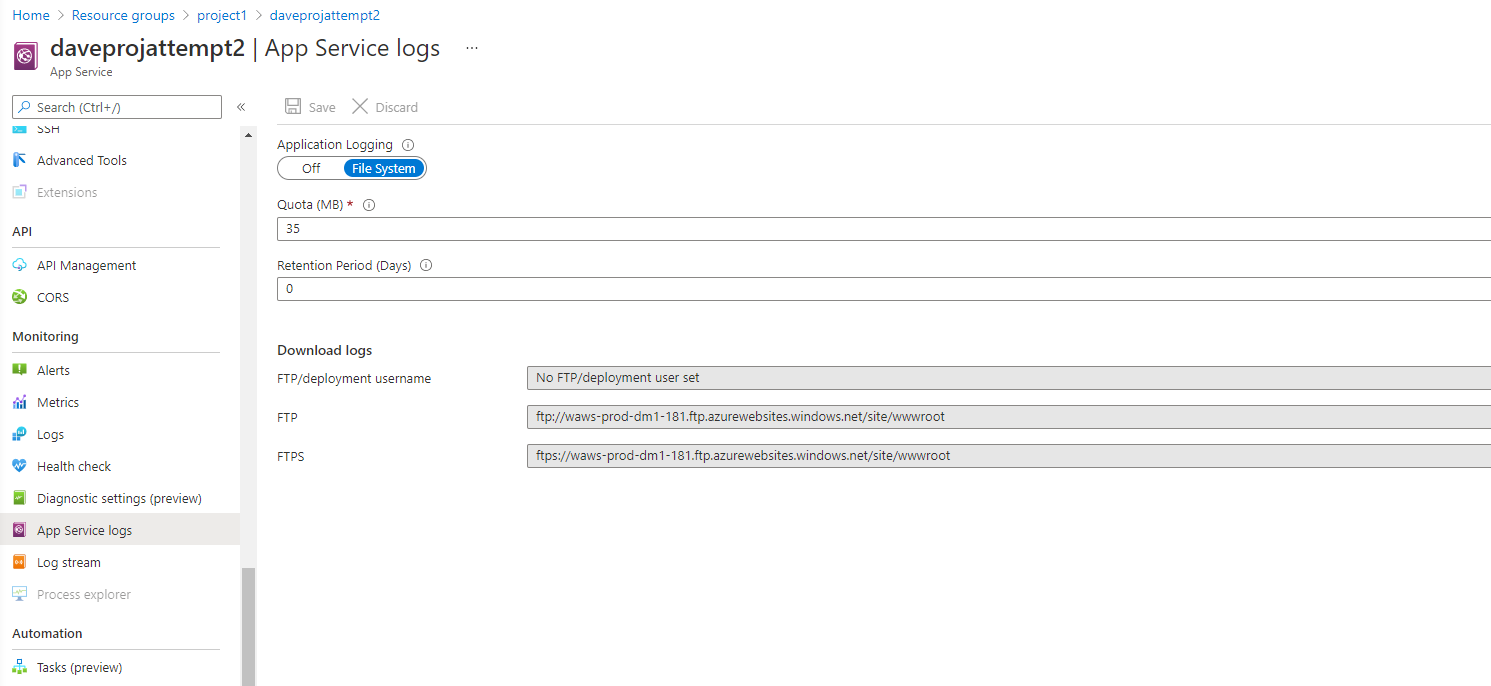 Home > Resource groups > project1 > daveprojattempt2
daveprojattempt2 | App Service logs ...
App Service
Search (Ctrl+/) «
Save Discard
SSH
Advanced Tools
Extensions
API
API Management
CORS
Monitoring
Alerts
Metrics
Logs
Health check
Diagnostic settings (preview)
App Service logs
Log stream
Process explorer
Automation
Tasks (preview)
Application Logging
Off File System
Quota (MB) *
35
Retention Period (Days)
0
Download logs
FTP/deployment username No FTP/deployment user set
FTP ftp://waws-prod-dm1-181.ftp.azurewebsites.windows.net/site/wwwroot
FTPS ftps://waws-prod-dm1-181.ftp.azurewebsites.windows.net/site/wwwroot